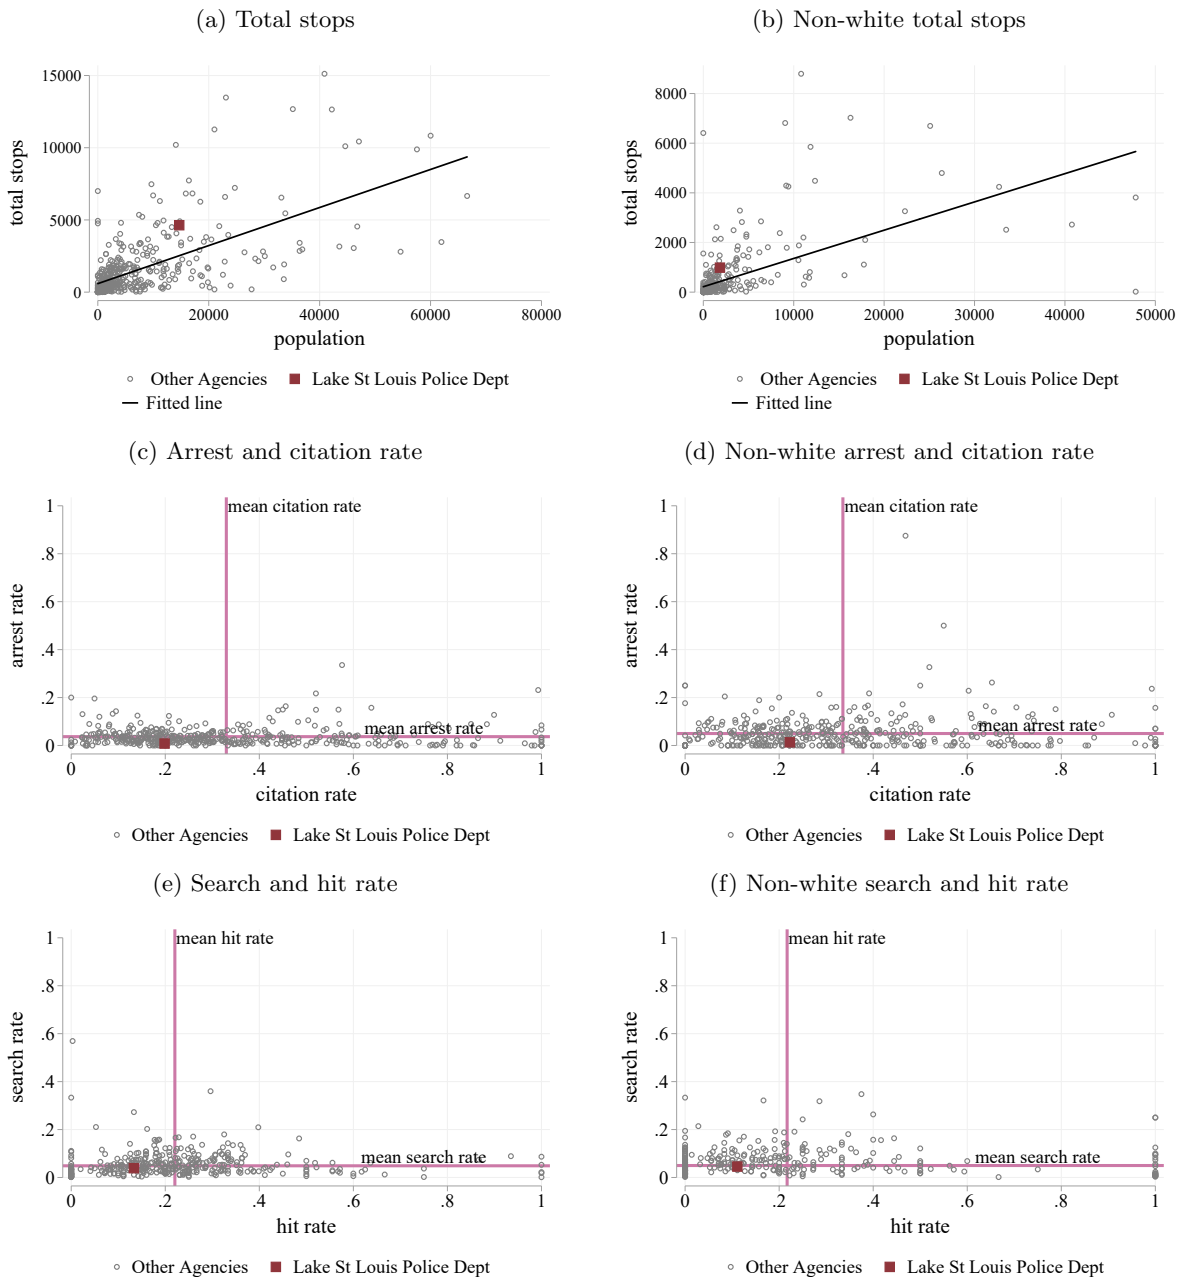 (a) Total stops
(b) Non-white total stops
total stops
15000
10000
5000
0
0 20000 40000 60000 80000
population
Other Agencies Lake St Louis Police Dept
Fitted line
total stops
8000
6000
4000
2000
0
0 10000 20000 30000 40000 50000
population
Other Agencies Lake St Louis Police Dept
Fitted line
(c) Arrest and citation rate
(d) Non-white arrest and citation rate
arrest rate
1
.8
.6
.4
.2
0
mean citation rate
mean arrest rate
0 .2 .4 .6 .8 1
citation rate
Other Agencies Lake St Louis Police Dept
arrest rate
1
.8
.6
.4
.2
0
mean citation rate
mean arrest rate
0 .2 .4 .6 .8 1
citation rate
Other Agencies Lake St Louis Police Dept
(e) Search and hit rate
(f) Non-white search and hit rate
search rate
1
.8
.6
.4
.2
0
mean hit rate
mean search rate
0 .2 .4 .6 .8 1
hit rate
Other Agencies Lake St Louis Police Dept
search rate
1
.8
.6
.4
.2
0
mean hit rate
mean search rate
0 .2 .4 .6 .8 1
hit rate
Other Agencies Lake St Louis Police Dept